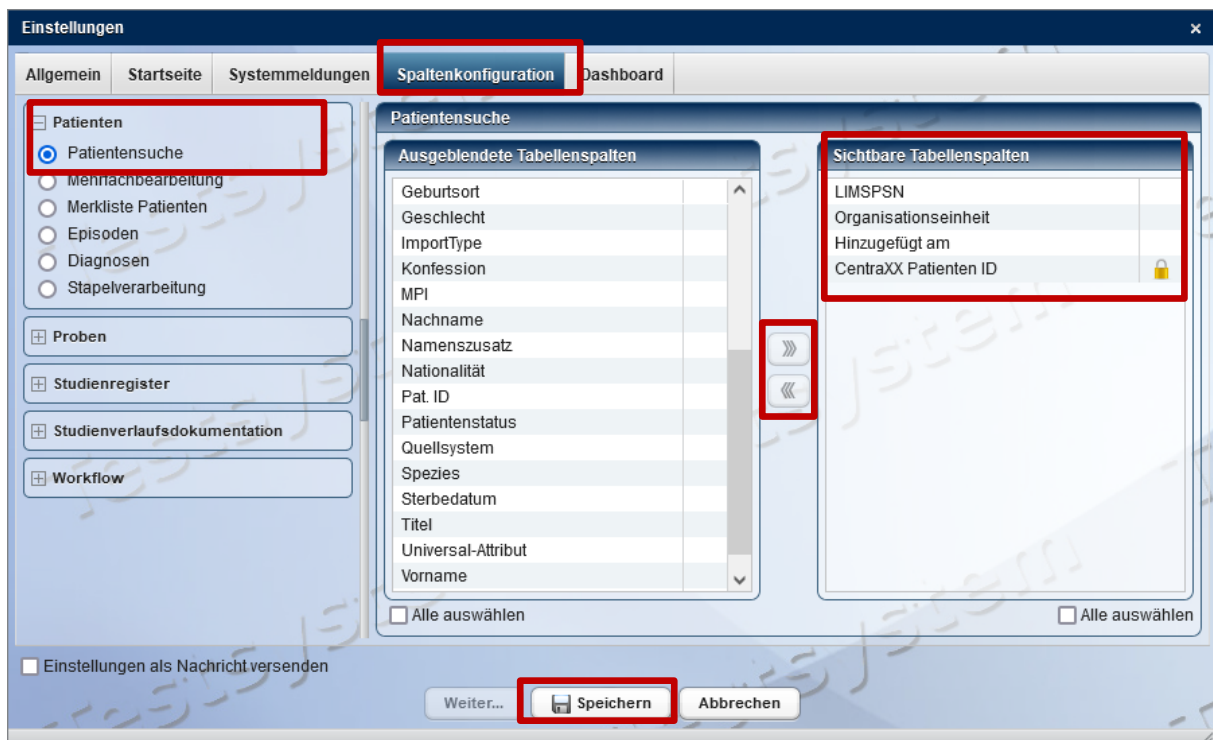 Einstellungen
Allgemein Startseite Systemmeldungen Spaltenkonfiguration Dashboard
Patienten
Patientensuche
Mehrfachbearbeitung
Merkliste Patienten
Episoden
Diagnosen
Stapelverarbeitung
Proben
Studienregister
Studienverlaufsdokumentation
Workflow
Patientensuche
Ausgeblendete Tabellenspalten
Geburtsort
Geschlecht
ImportType
Konfession
MPI
Nachname
Namenszusatz
Nationalität
Pat. ID
Patientenstatus
Quellsystem
Spezies
Sterbedatum
Titel
Universal-Attribut
Vorname
Alle auswählen
Sichtbare Tabellenspalten
LIMSPSN
Organisationseinheit
Hinzugefügt am
CentraXX Patienten ID
Alle auswählen
Einstellungen als Nachricht versenden
Weiter... Speichern Abbrechen
Testsystem